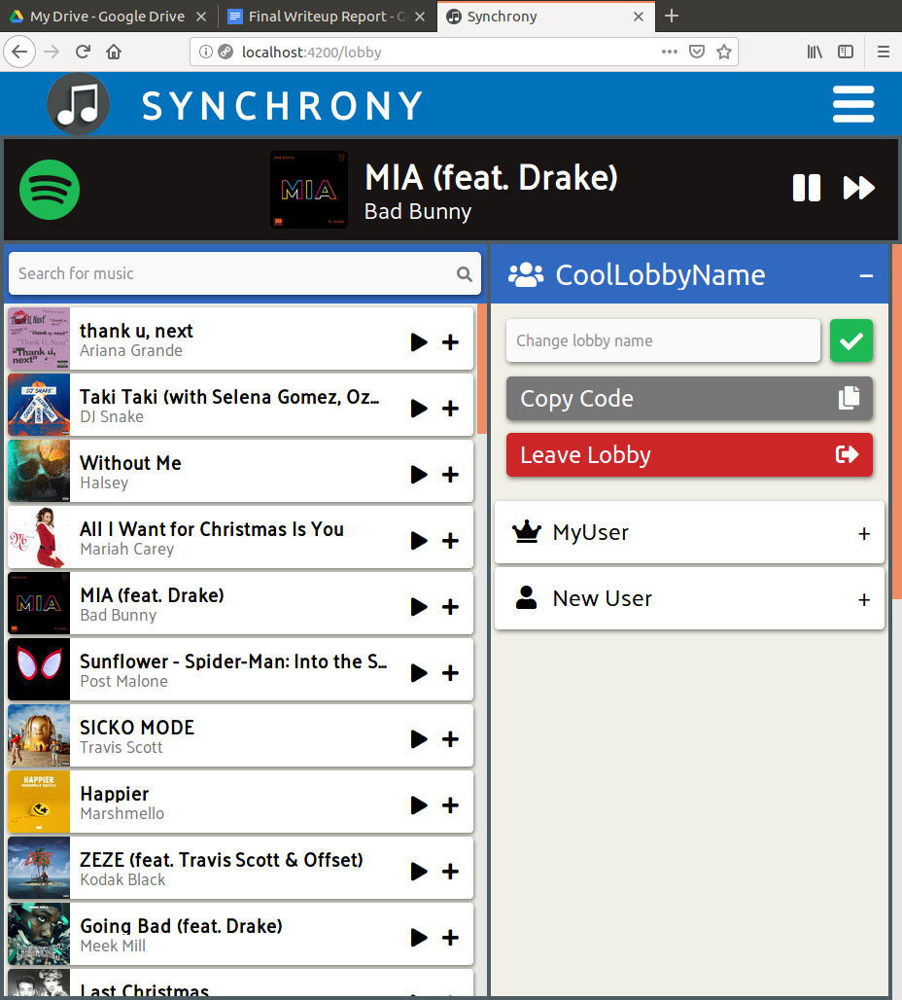 My Drive - Google Drive
Final Writeup Report - G
Synchrony
localhost:4200/lobby
SYNCHRONY
MIA
MIA (feat. Drake)
Bad Bunny
Search for music
CoolLobbyName
thank u, next
Ariana Grande
Change lobby name
Taki Taki (with Selena Gomez, Oz...
DJ Snake
Copy Code
Without Me
Halsey
Leave Lobby
All I Want for Christmas Is You
Mariah Carey
MyUser
MIA
MIA (feat. Drake)
Bad Bunny
New User
Sunflower - Spider-Man: Into the S...
Post Malone
SICKO MODE
Travis Scott
HAPPIER
Happier
Marshmello
ZEZE (feat. Travis Scott & Offset)
Kodak Black
Going Bad (feat. Drake)
Meek Mill
Last Christmas